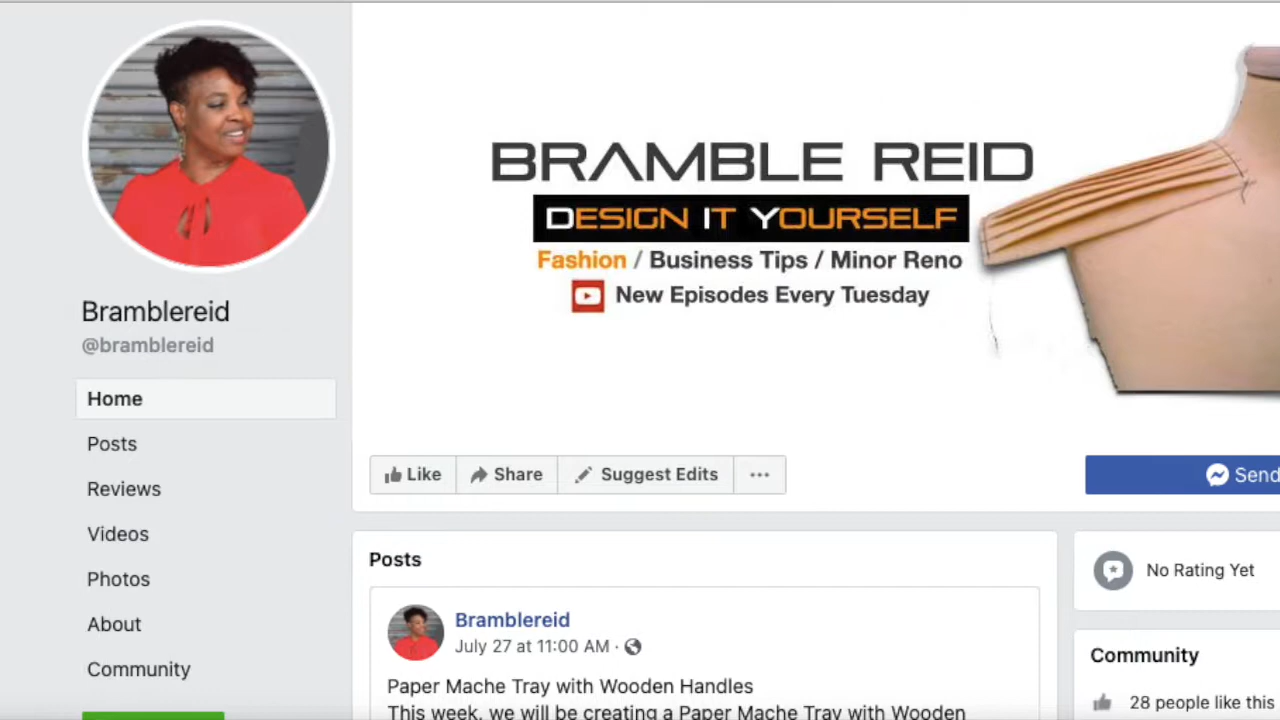 BRAMBLE REID
DESIGN IT YOURSELF
Fashion / Business Tips / Minor Reno
New Episodes Every Tuesday
Bramblereid
@bramblereid
Home
Posts
Reviews
Videos
Photos
About
Community
Like
Share
Suggest Edits
...
Send
Posts
Bramblereid
July 27 at 11:00 AM ·
Paper Mache Tray with Wooden Handles
This week, we will be creating a Paper Mache Tray with Wooden
No Rating Yet
Community
28 people like this